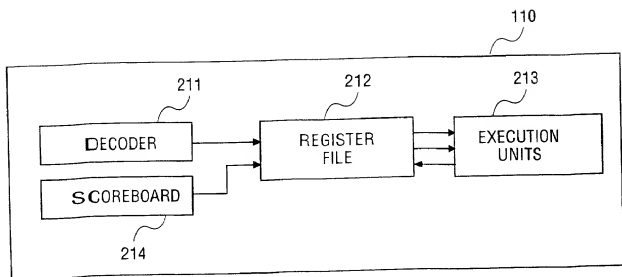 110
211
212
213
DECODER
REGISTER
FILE
EXECUTION
UNITS
SCOREBOARD
214